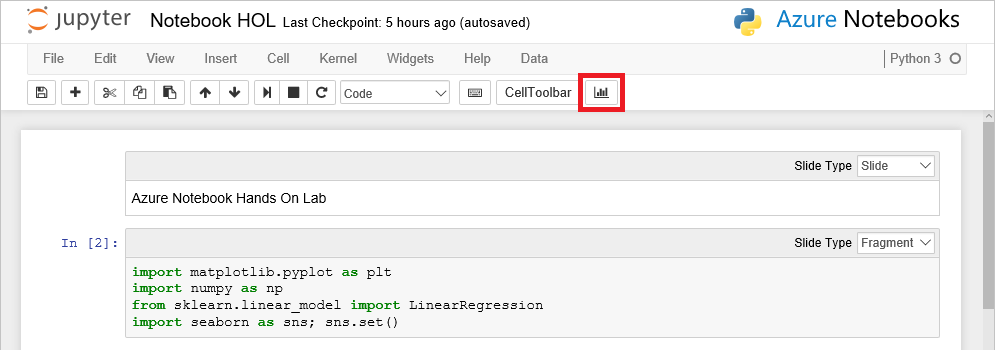 jupyter Notebook HOL Last Checkpoint: 5 hours ago (autosaved) Azure Notebooks
File Edit View Insert Cell Kernel Widgets Help Data Python 3
Code CellToolbar
Slide Type Slide
Azure Notebook Hands On Lab
In [2]: Slide Type Fragment
import matplotlib.pyplot as plt
import numpy as np
from sklearn.linear_model import LinearRegression
import seaborn as sns; sns.set()